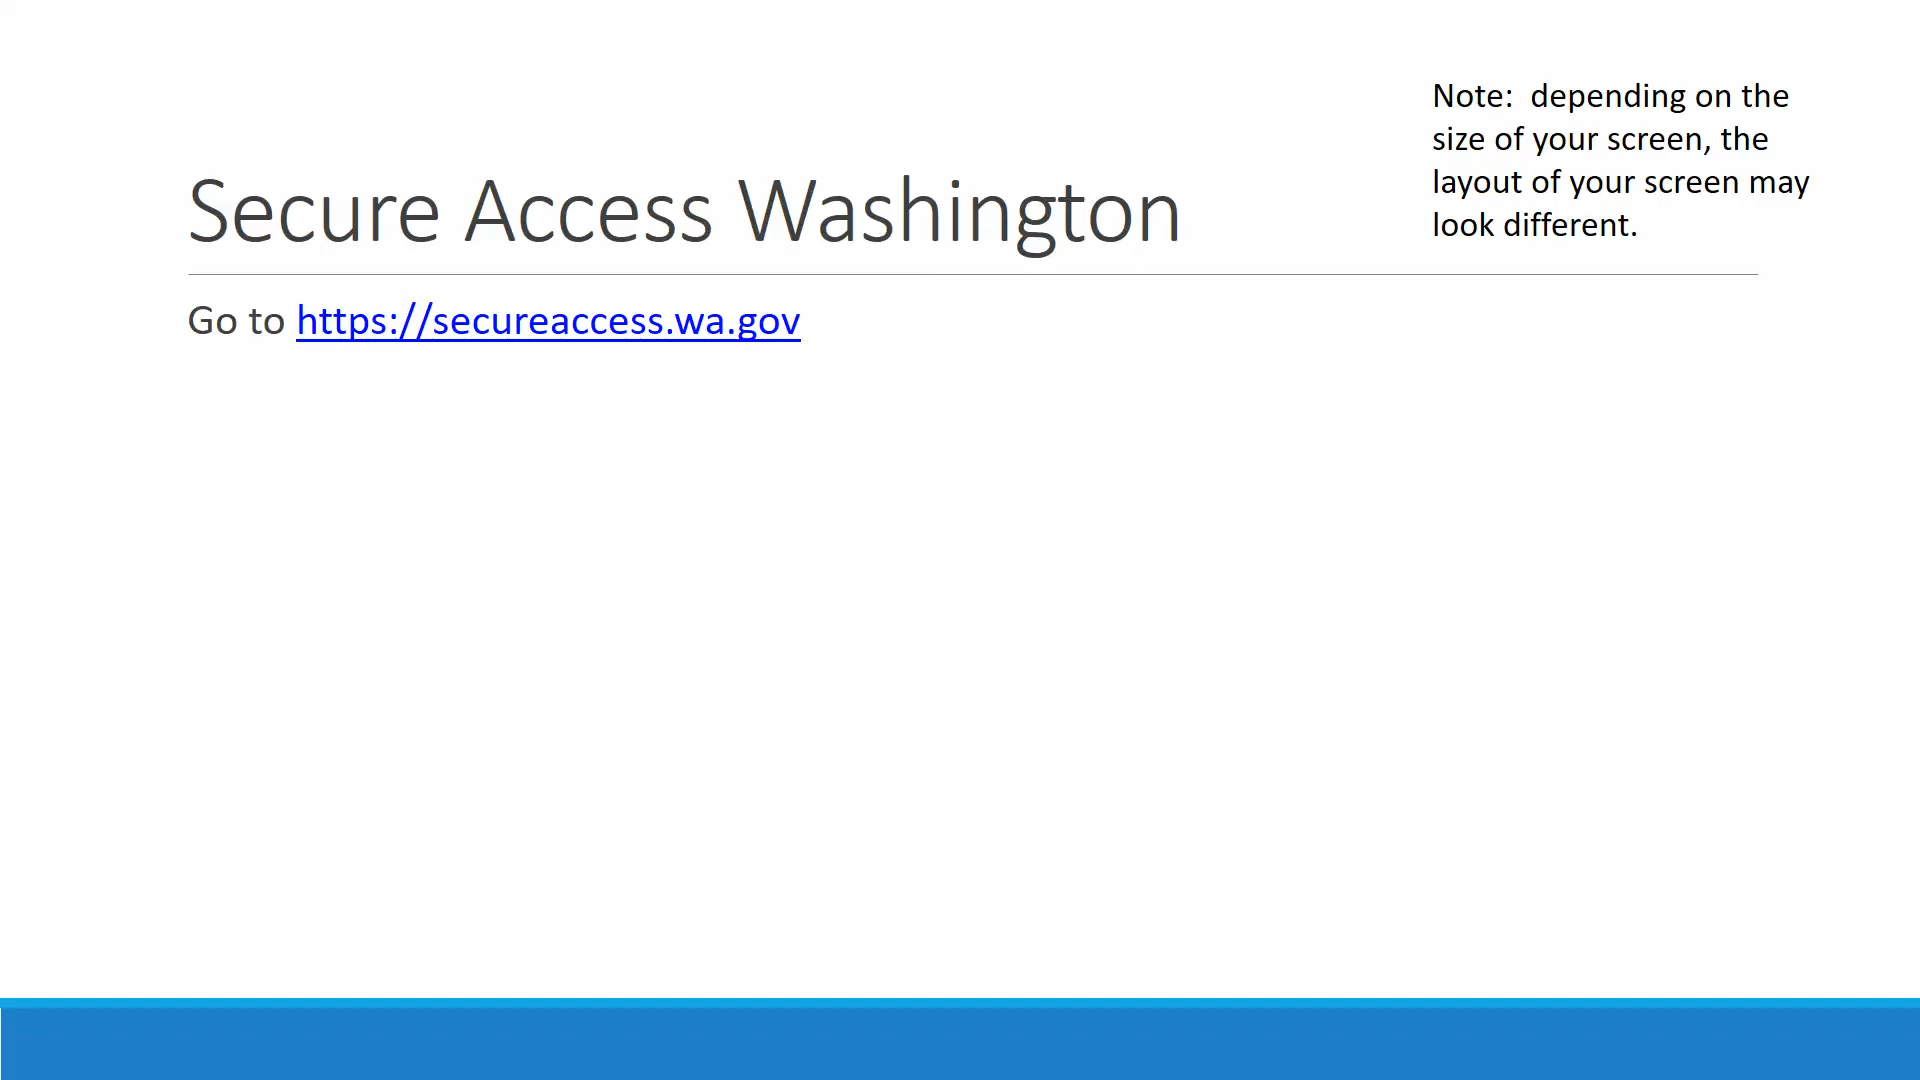 Note:  depending on the
size of your screen, the
layout of your screen may
look different.
Secure Access Washington
Go to https://secureaccess.wa.gov